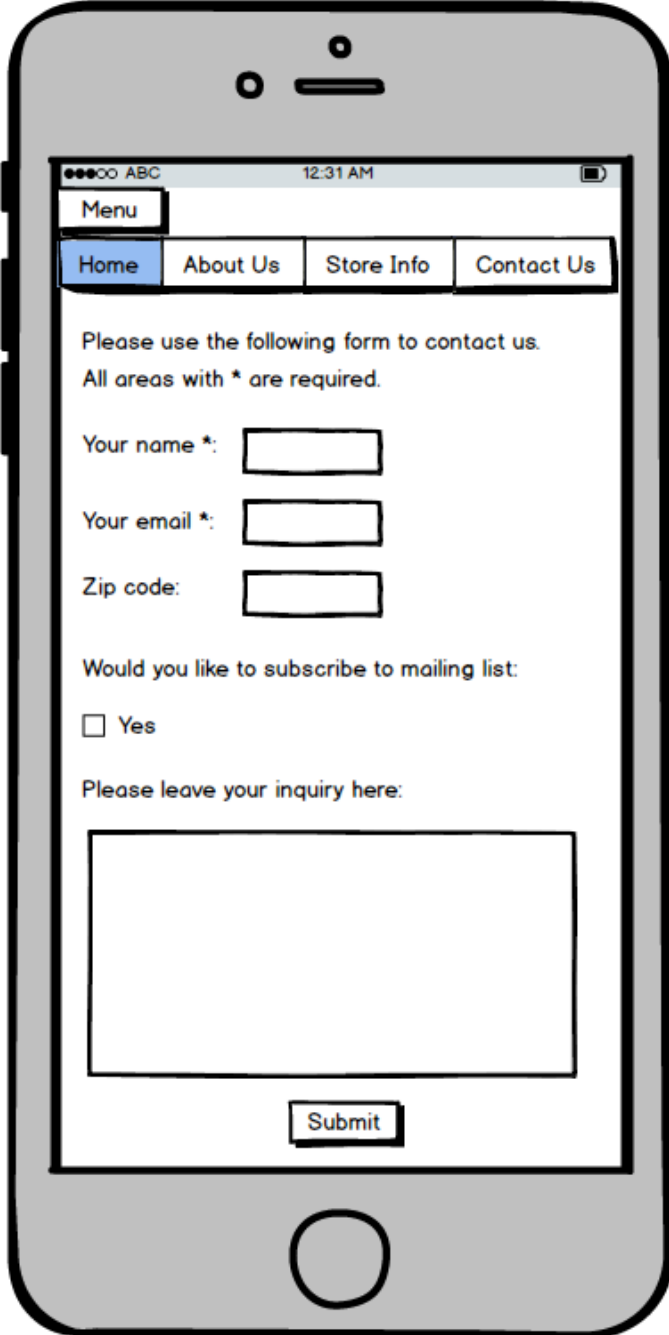 ABC 12:31 AM
Menu
Home About Us Store Info Contact Us
Please use the following form to contact us.
All areas with * are required.
Your name *:
Your email *:
Zip code:
Would you like to subscribe to mailing list:
Yes
Please leave your inquiry here:
Submit